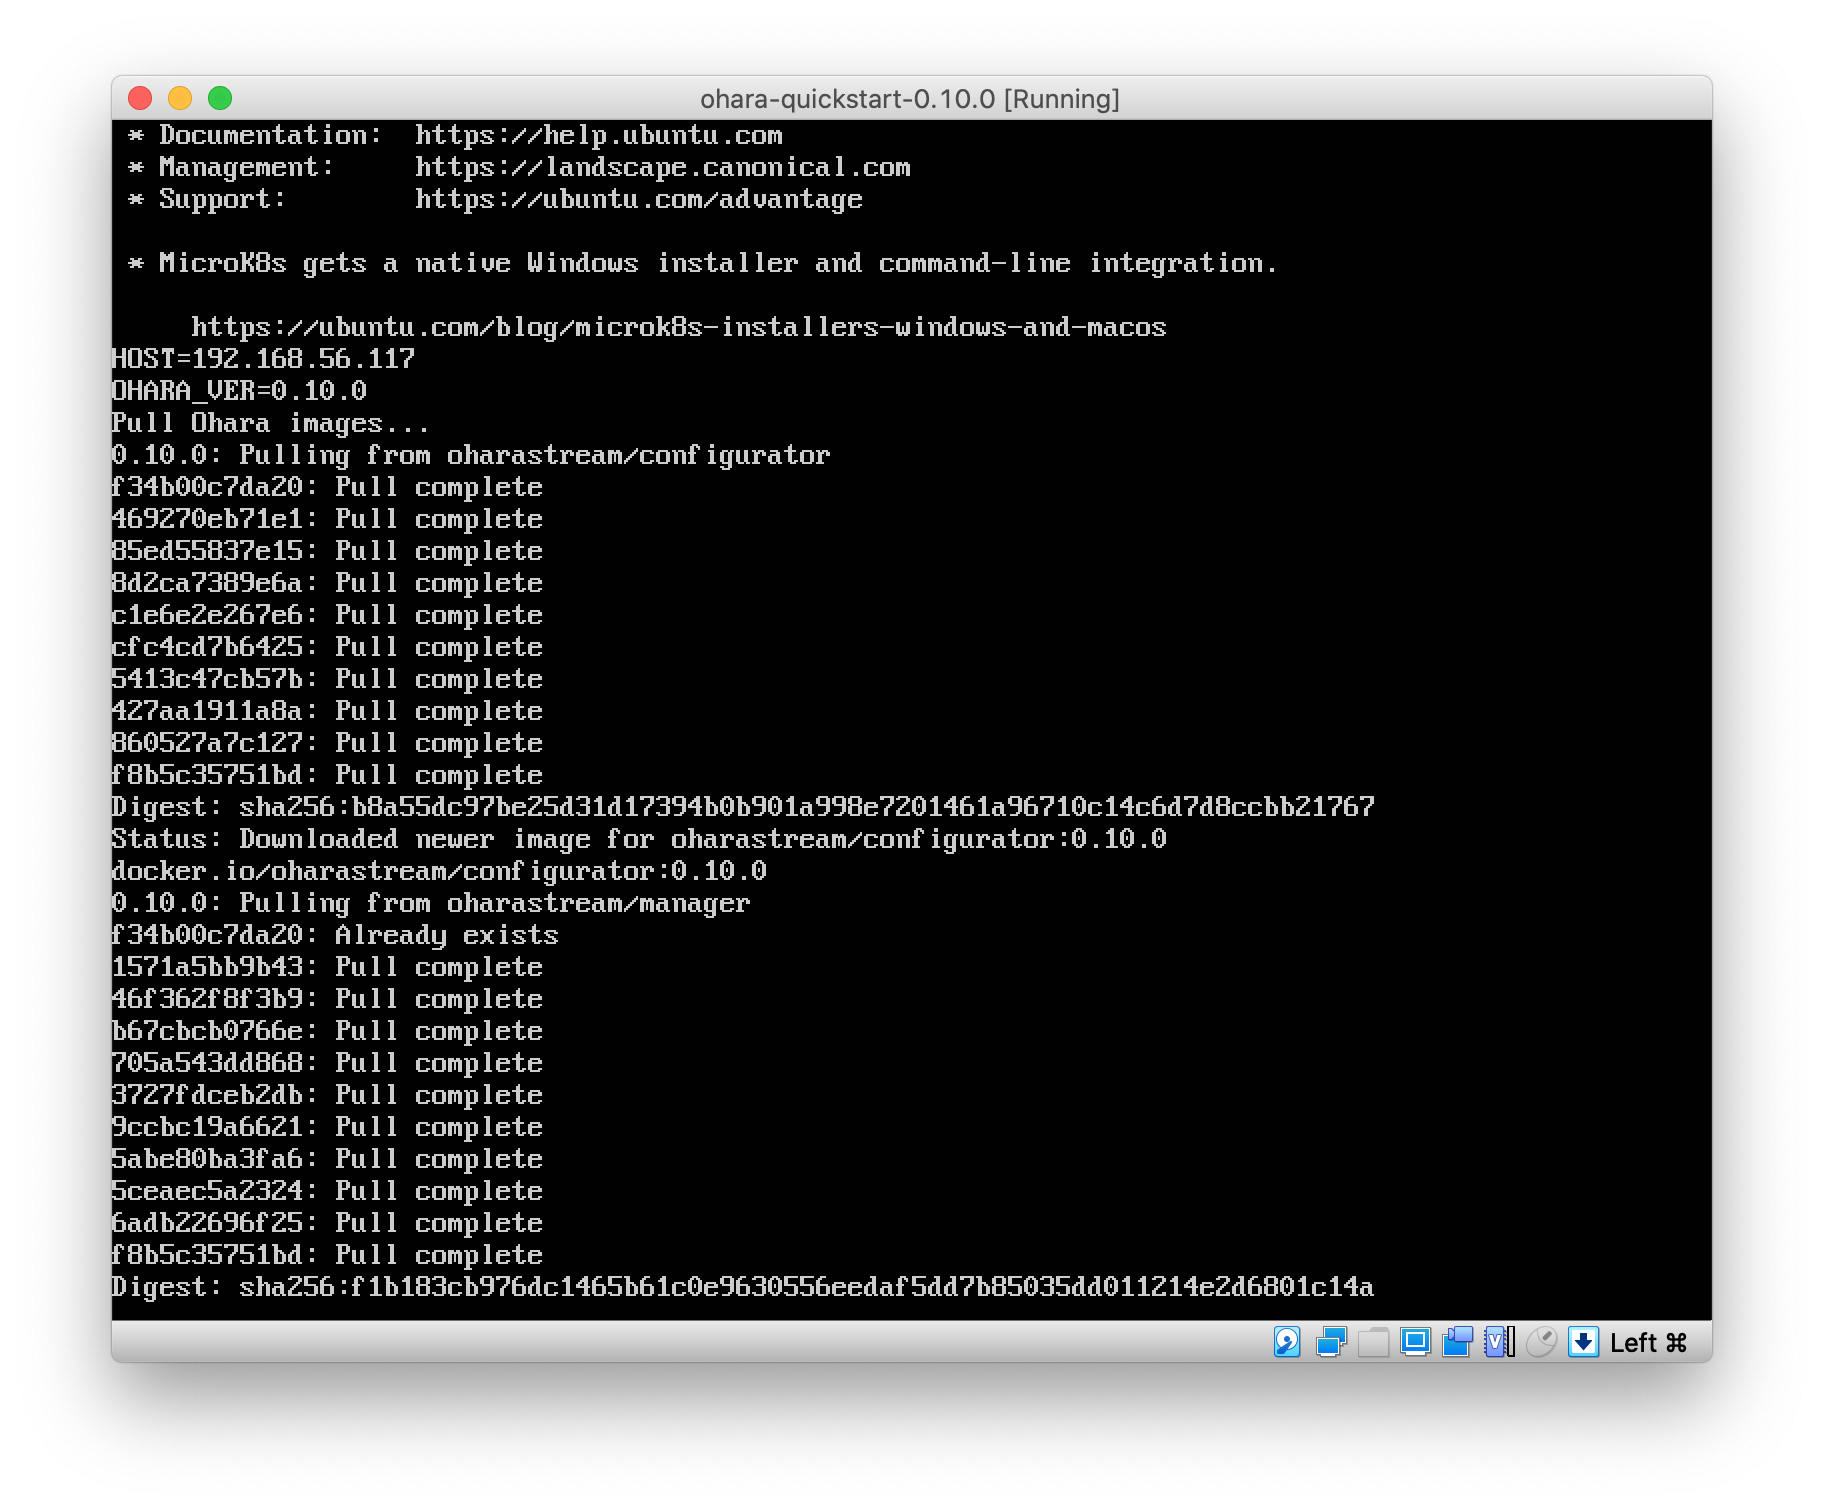 ohara-quickstart-0.10.0 [Running]
* Documentation:  https://help.ubuntu.com
* Management:     https://landscape.canonical.com
* Support:        https://ubuntu.com/advantage
* MicroK8s gets a native Windows installer and command-line integration.
https://ubuntu.com/blog/microk8s-installers-windows-and-macos
HOST=192.168.56.117
OHARA_VER=0.10.0
Pull Ohara images...
0.10.0: Pulling from oharastream/configurator
f34b00c7da20: Pull complete
469270eb71e1: Pull complete
85ed55837e15: Pull complete
8d2ca7389e6a: Pull complete
c1e6e2e267e6: Pull complete
cfc4cd7b6425: Pull complete
5413c47cb57b: Pull complete
427aa1911a8a: Pull complete
860527a7c127: Pull complete
f8b5c35751bd: Pull complete
Digest: sha256:b8a55dc97be25d31d17394b0b901a998e7201461a96710c14c6d7d8ccbb21767
Status: Downloaded newer image for oharastream/configurator:0.10.0
docker.io/oharastream/configurator:0.10.0
0.10.0: Pulling from oharastream/manager
f34b00c7da20: Already exists
1571a5bb9b43: Pull complete
46f362f8f3b9: Pull complete
b67cbcb0766e: Pull complete
705a543dd868: Pull complete
3727fdceb2db: Pull complete
9ccbc19a6621: Pull complete
5abe80ba3fa6: Pull complete
5ceaec5a2324: Pull complete
6adb22696f25: Pull complete
f8b5c35751bd: Pull complete
Digest: sha256:f1b183cb976dc1465b61c0e9630556eedaf5dd7b85035dd011214e2d6801c14a
Left ⌘